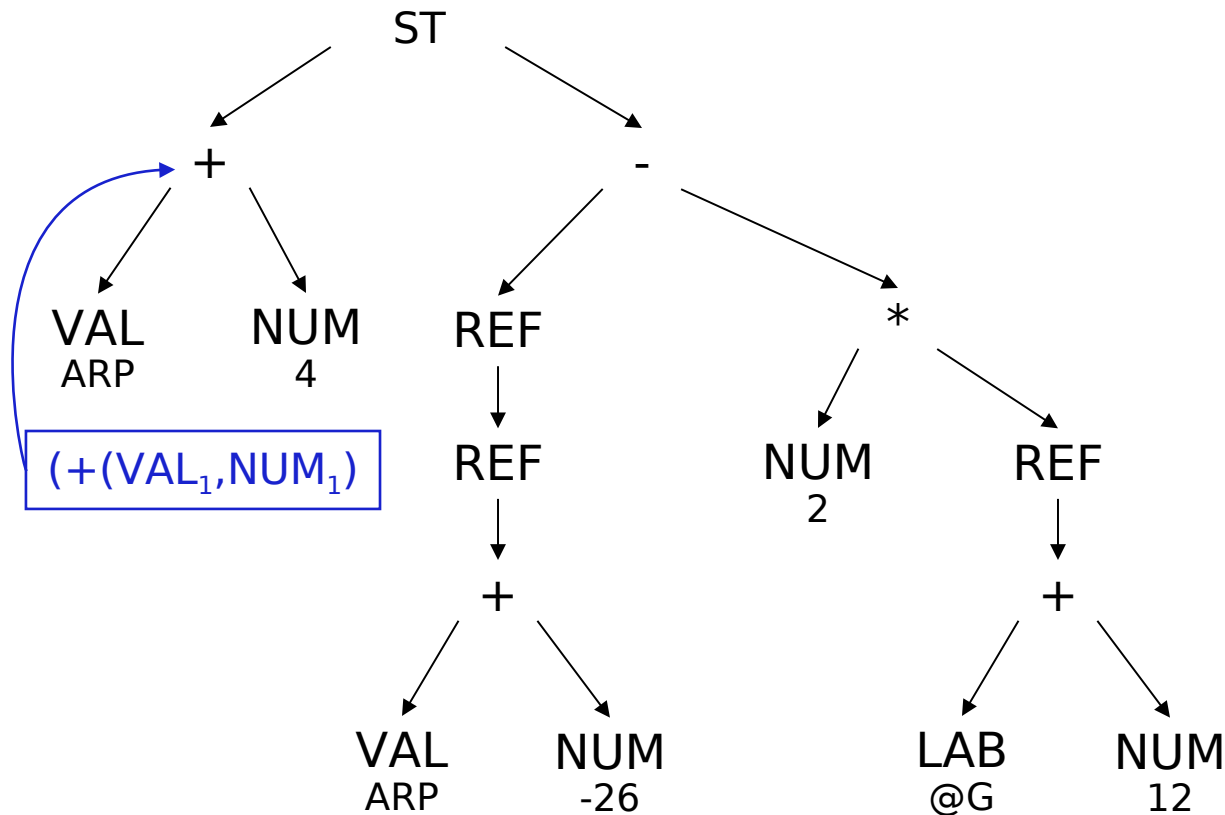 ST
+ -
VAL NUM REF *
ARP 4
(+(VAL₁,NUM₁) REF NUM REF
2
+ +
VAL NUM LAB NUM
ARP -26 @G 12